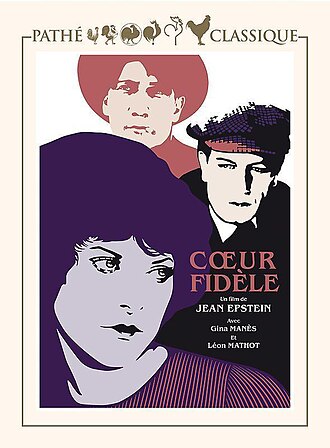 PATHÉ CLASSIQUE
CŒUR
FIDÈLE
Un film de
JEAN EPSTEIN
Avec
Gina MANÈS
Et
Léon MATHOT